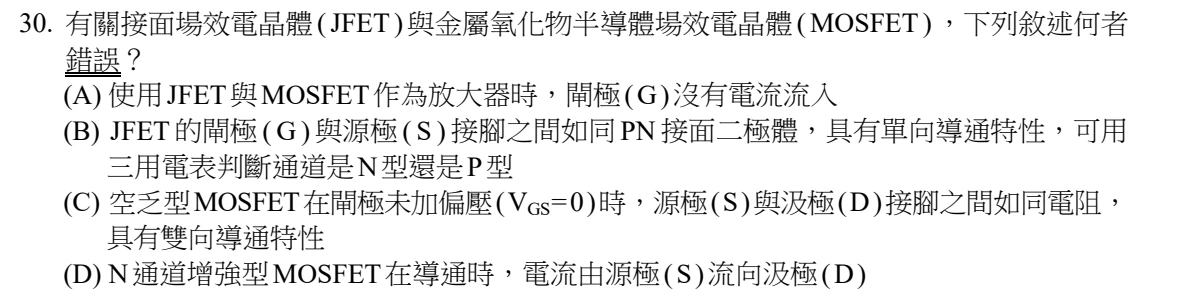 30. 有關接面場效電晶體(JFET)與金屬氧化物半導體場效電晶體(MOSFET),下列敘述何者
錯誤?
(A) 使用JFET與MOSFET作為放大器時,閘極(G)沒有電流流入
(B) JFET的閘極(G)與源極(S)接腳之間如同PN接面二極體,具有單向導通特性,可用
三用電表判斷通道是N型還是P型
(C) 空乏型MOSFET在閘極未加偏壓(VGS=0)時,源極(S)與汲極(D)接腳之間如同電阻,
具有雙向導通特性
(D) N通道增強型MOSFET在導通時,電流由源極(S)流向汲極(D)